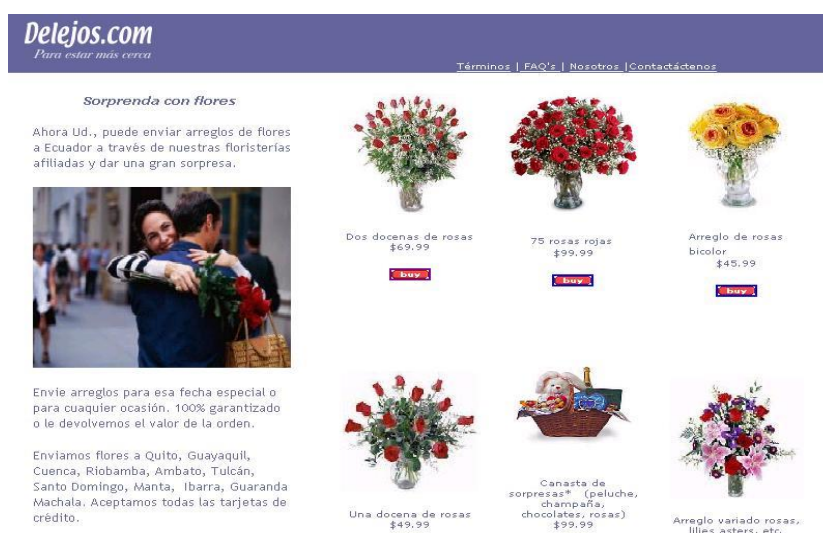 Delejos.com
Para estar más cerca
Términos | FAQ's | Nosotros |Contactáctenos
Sorprenda con flores
Ahora Ud., puede enviar arreglos de flores
a Ecuador a través de nuestras floristerías
afiliadas y dar una gran sorpresa.
Envie arreglos para esa fecha especial o
para cuaquier ocasión. 100% garantizado
o le devolvemos el valor de la orden.
Enviamos flores a Quito, Guayaquil,
Cuenca, Riobamba, Ambato, Tulcán,
Santo Domingo, Manta, Ibarra, Guaranda
Machala. Aceptamos todas las tarjetas de
crédito.
Dos docenas de rosas
$69.99
buy
75 rosas rojas
$99.99
buy
Arreglo de rosas
bicolor
$45.99
buy
Una docena de rosas
$49.99
Canasta de
sorpresas* (peluche,
champaña,
chocolates, rosas)
$99.99
Arreglo variado rosas,
lilies asters, etc.